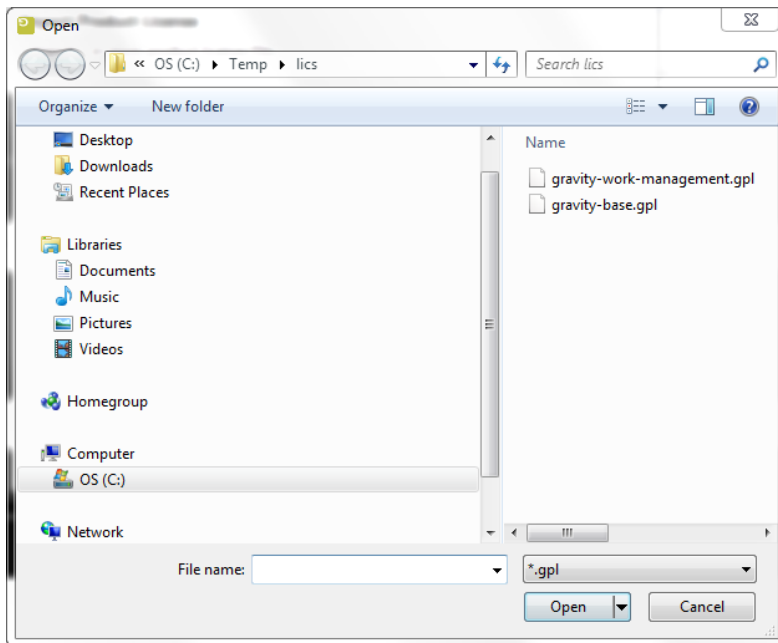 Open
« OS (C:) ▸ Temp ▸ lics
Search lics
Organize
New folder
Desktop
Downloads
Recent Places
Libraries
Documents
Music
Pictures
Videos
Homegroup
Computer
OS (C:)
Network
Name
gravity-work-management.gpl
gravity-base.gpl
File name:
*.gpl
Open
Cancel